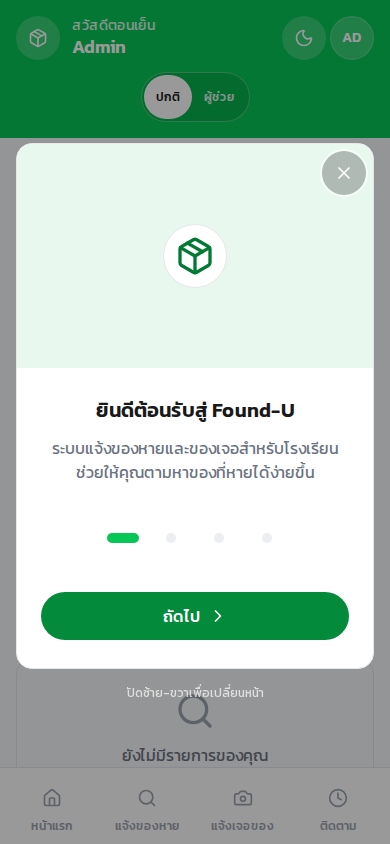 สวัสดีตอนเย็น
Admin
AD
ปกติ
ผู้ช่วย
ยินดีต้อนรับสู่ Found-U
ระบบแจ้งของหายและของเจอสำหรับโรงเรียน
ช่วยให้คุณตามหาของที่หายได้ง่ายขึ้น
ถัดไป
ปัดซ้าย-ขวาเพื่อเปลี่ยนหน้า
ยังไม่มีรายการของคุณ
หน้าแรก
แจ้งของหาย
แจ้งเจอของ
ติดตาม